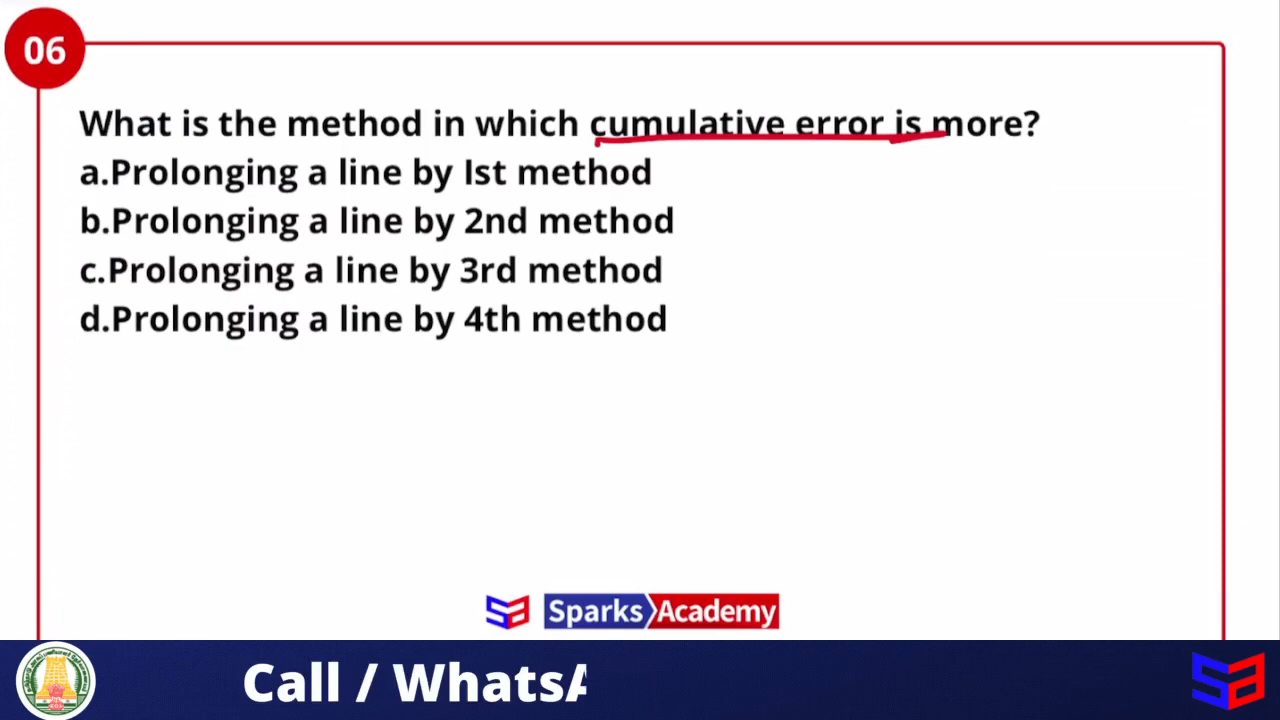 06
What is the method in which cumulative error is more?
a.Prolonging a line by Ist method
b.Prolonging a line by 2nd method
c.Prolonging a line by 3rd method
d.Prolonging a line by 4th method
Sparks Academy
Call / Whats